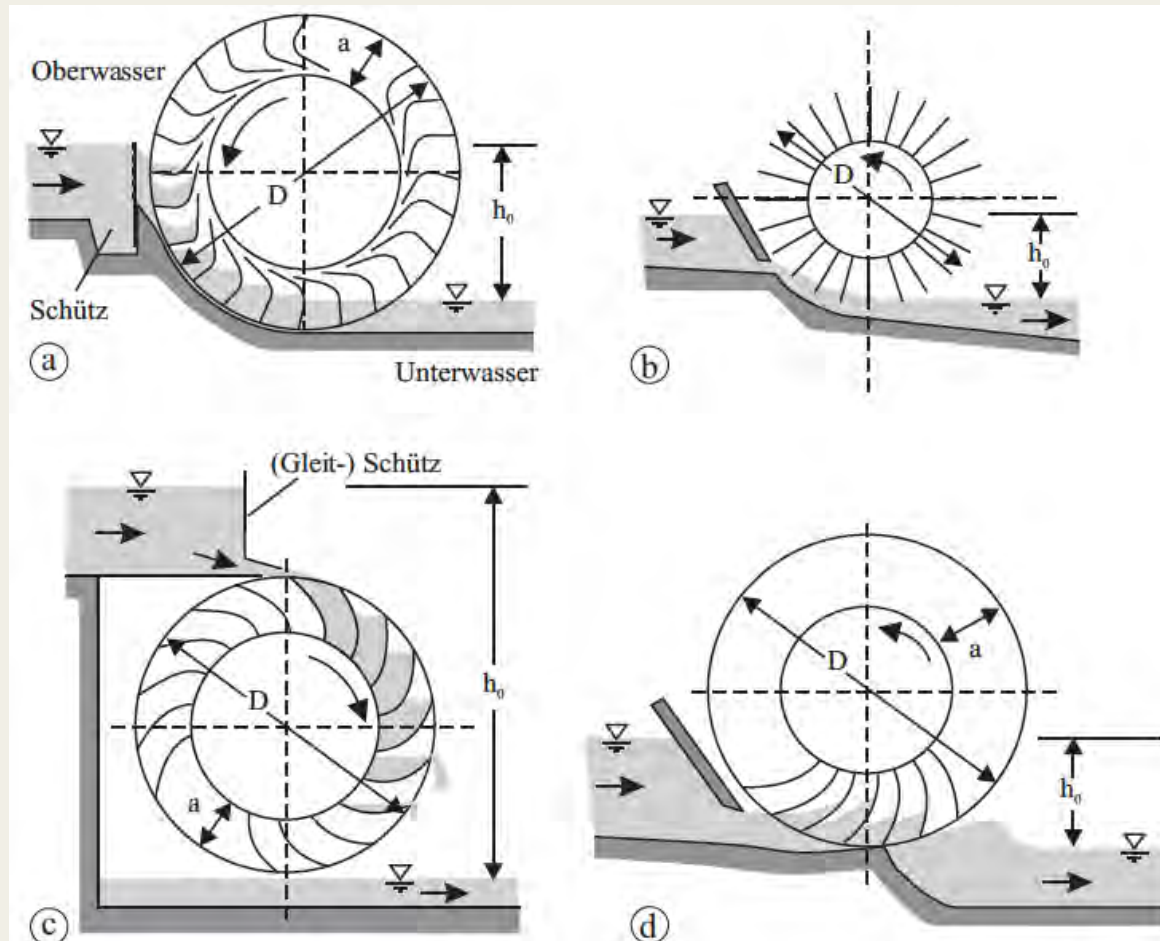 Oberwasser
a
D
h₀
Schütz
Unterwasser
a
D
h₀
b
(Gleit-) Schütz
D
h₀
a
c
a
D
h₀
d